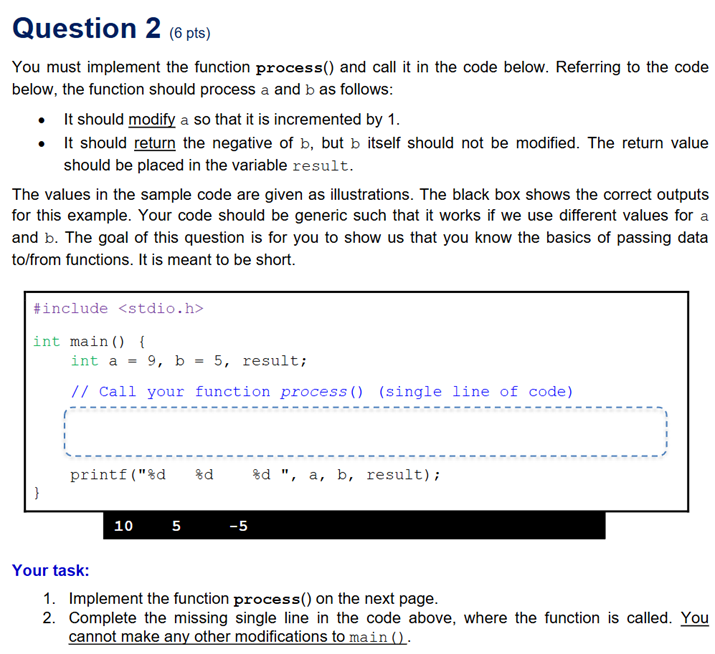 Question 2 (6 pts)
You must implement the function process() and call it in the code below. Referring to the code
below, the function should process a and b as follows:
• It should modify a so that it is incremented by 1.
• It should return the negative of b, but b itself should not be modified. The return value
should be placed in the variable result.
The values in the sample code are given as illustrations. The black box shows the correct outputs
for this example. Your code should be generic such that it works if we use different values for a
and b. The goal of this question is for you to show us that you know the basics of passing data
to/from functions. It is meant to be short.
#include <stdio.h>
int main() {
int a = 9, b = 5, result;
// Call your function process() (single line of code)
printf("%d   %d    %d ", a, b, result);
}
10    5     -5
Your task:
1. Implement the function process() on the next page.
2. Complete the missing single line in the code above, where the function is called. You
cannot make any other modifications to main().